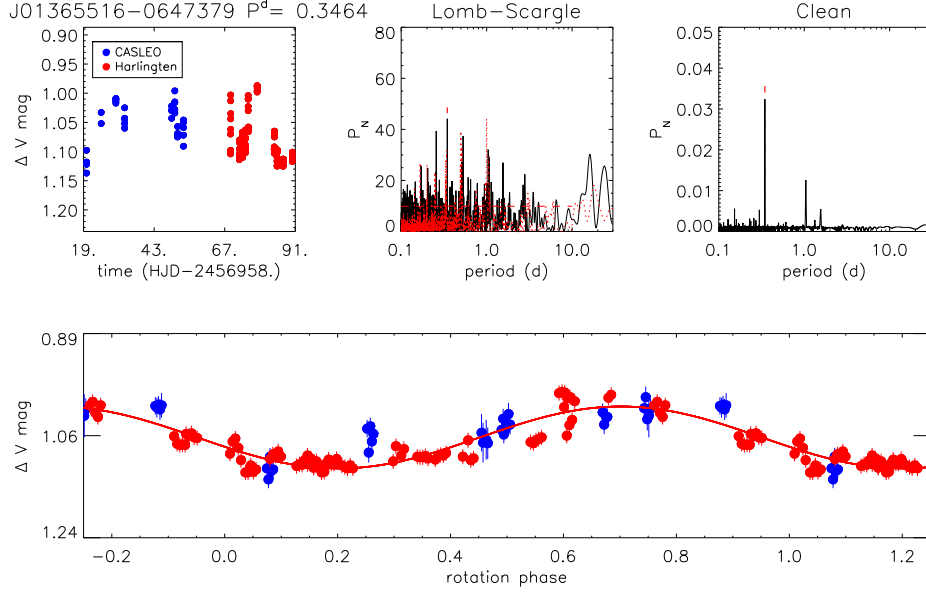 J01365516-0647379 P^d= 0.3464
Lomb-Scargle
Clean
Δ V mag
0.90
1.00
1.05
1.10
1.15
1.20
CASLEO
Harlington
19. 43. 67. 91.
time (HJD-2456958.)
P_N
80
60
40
20
0
0.1 1.0 10.0
period (d)
P_N
0.05
0.04
0.03
0.01
0.01
0.00
0.1 1.0 10.0
period (d)
Δ V mag
0.89
1.06
1.24
-0.2 0.0 0.2 0.4 0.6 0.8 1.0 1.2
rotation phase